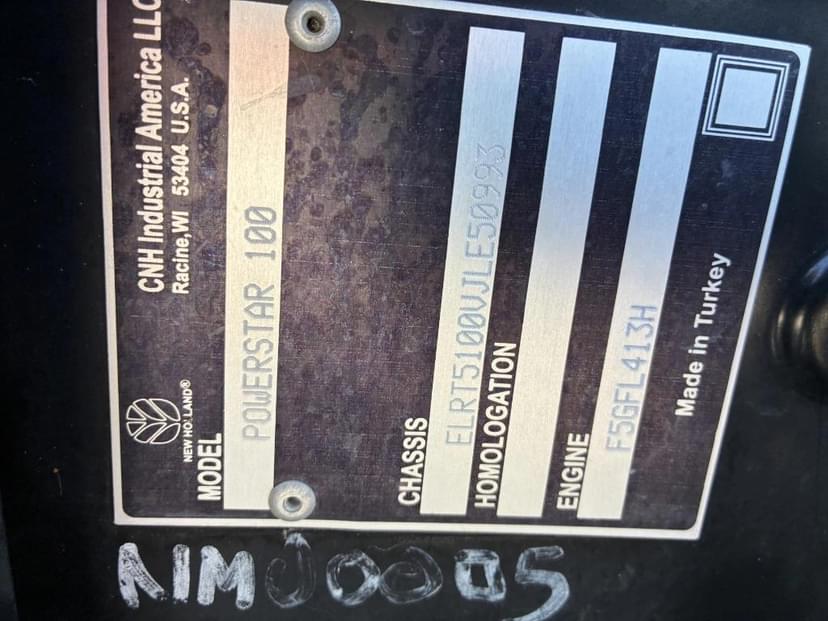 CNH Industrial America LLC
Racine, WI 53404 U.S.A.
NEW HOLLAND®
MODEL
POWERSTAR 100
CHASSIS
ELRT5100VJLE50993
HOMOLOGATION
ENGINE
F5GFL413H
Made in Turkey